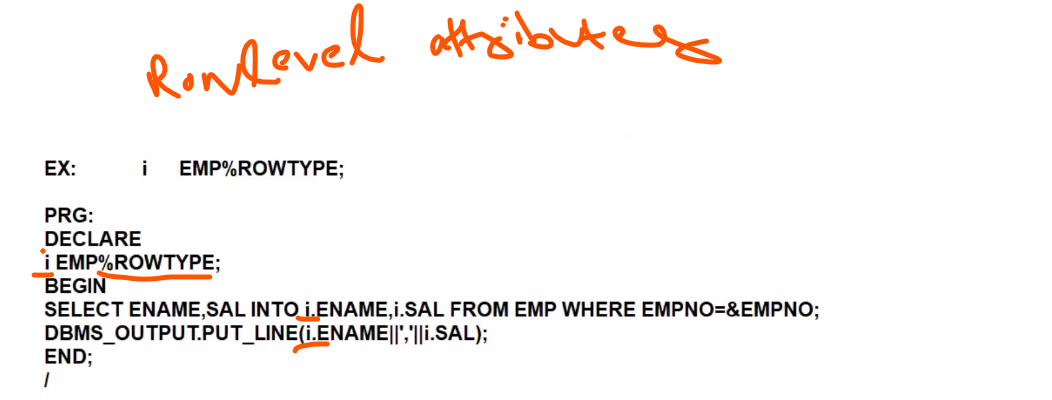 Rowlevel attributes
EX: i EMP%ROWTYPE;
PRG:
DECLARE
i EMP%ROWTYPE;
BEGIN
SELECT ENAME,SAL INTO i.ENAME,i.SAL FROM EMP WHERE EMPNO=&EMPNO;
DBMS_OUTPUT.PUT_LINE(i.ENAME||','||i.SAL);
END;
/